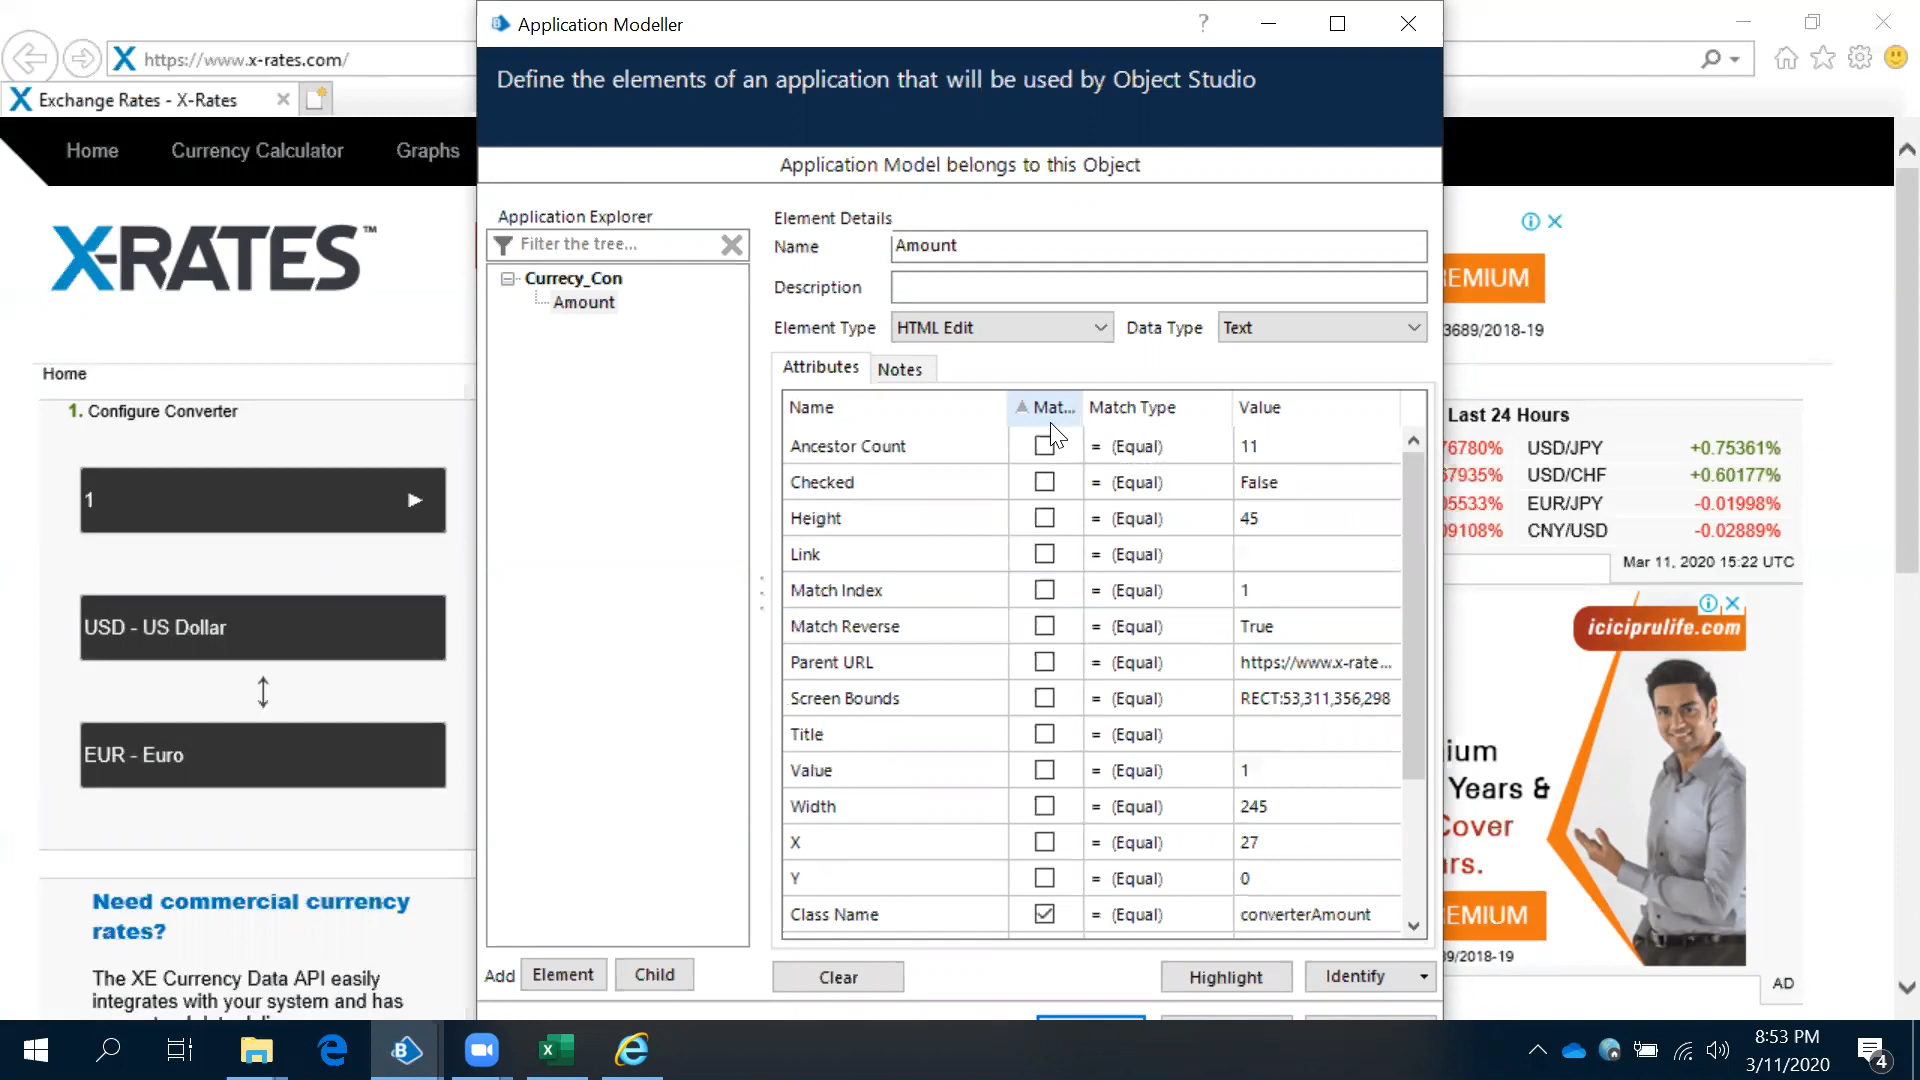 Application Modeller
?
https://www.x-rates.com/
Exchange Rates - X-Rates
Define the elements of an application that will be used by Object Studio
Home
Currency Calculator
Graphs
Application Model belongs to this Object
X-RATES™
Home
1. Configure Converter
1
USD - US Dollar
EUR - Euro
Need commercial currency
rates?
The XE Currency Data API easily
integrates with your system and has
Application Explorer
Filter the tree...
Currecy_Con
Amount
Add
Element
Child
Element Details
Name
Amount
Description
Element Type
HTML Edit
Data Type
Text
Attributes
Notes
Name Mat... Match Type Value
Ancestor Count = (Equal) 11
Checked = (Equal) False
Height = (Equal) 45
Link = (Equal)
Match Index = (Equal) 1
Match Reverse = (Equal) True
Parent URL = (Equal) https://www.x-rate...
Screen Bounds = (Equal) RECT:53,311,356,298
Title = (Equal)
Value = (Equal) 1
Width = (Equal) 245
X = (Equal) 27
Y = (Equal) 0
Class Name = (Equal) converterAmount
Clear
Highlight
Identify
EMIUM
3689/2018-19
Last 24 Hours
76780% USD/JPY +0.75361%
67935% USD/CHF +0.60177%
05533% EUR/JPY -0.01998%
09108% CNY/USD -0.02889%
Mar 11, 2020 15:22 UTC
iciciprulife.com
ium
Years &
Cover
rs.
EMIUM
39/2018-19
AD
8:53 PM
3/11/2020
4